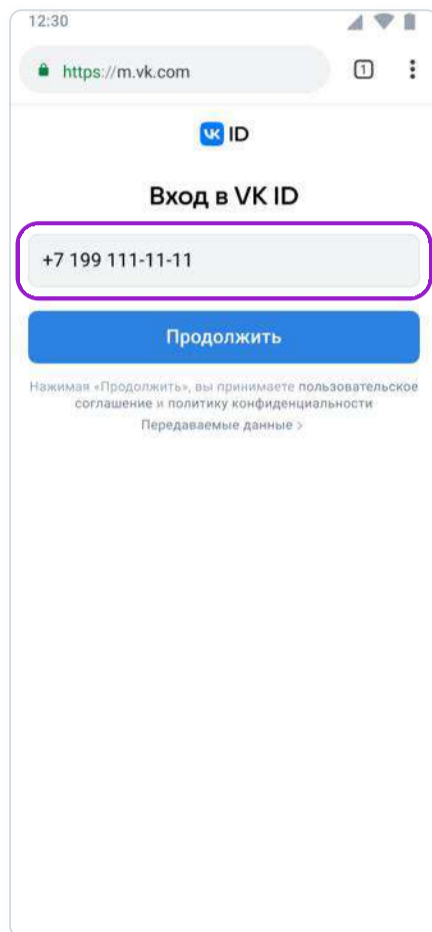 12:30
https://m.vk.com
1
VK ID
Вход в VK ID
+7 199 111-11-11
Продолжить
Нажимая «Продолжить», вы принимаете пользовательское
соглашение и политику конфиденциальности
Передаваемые данные >